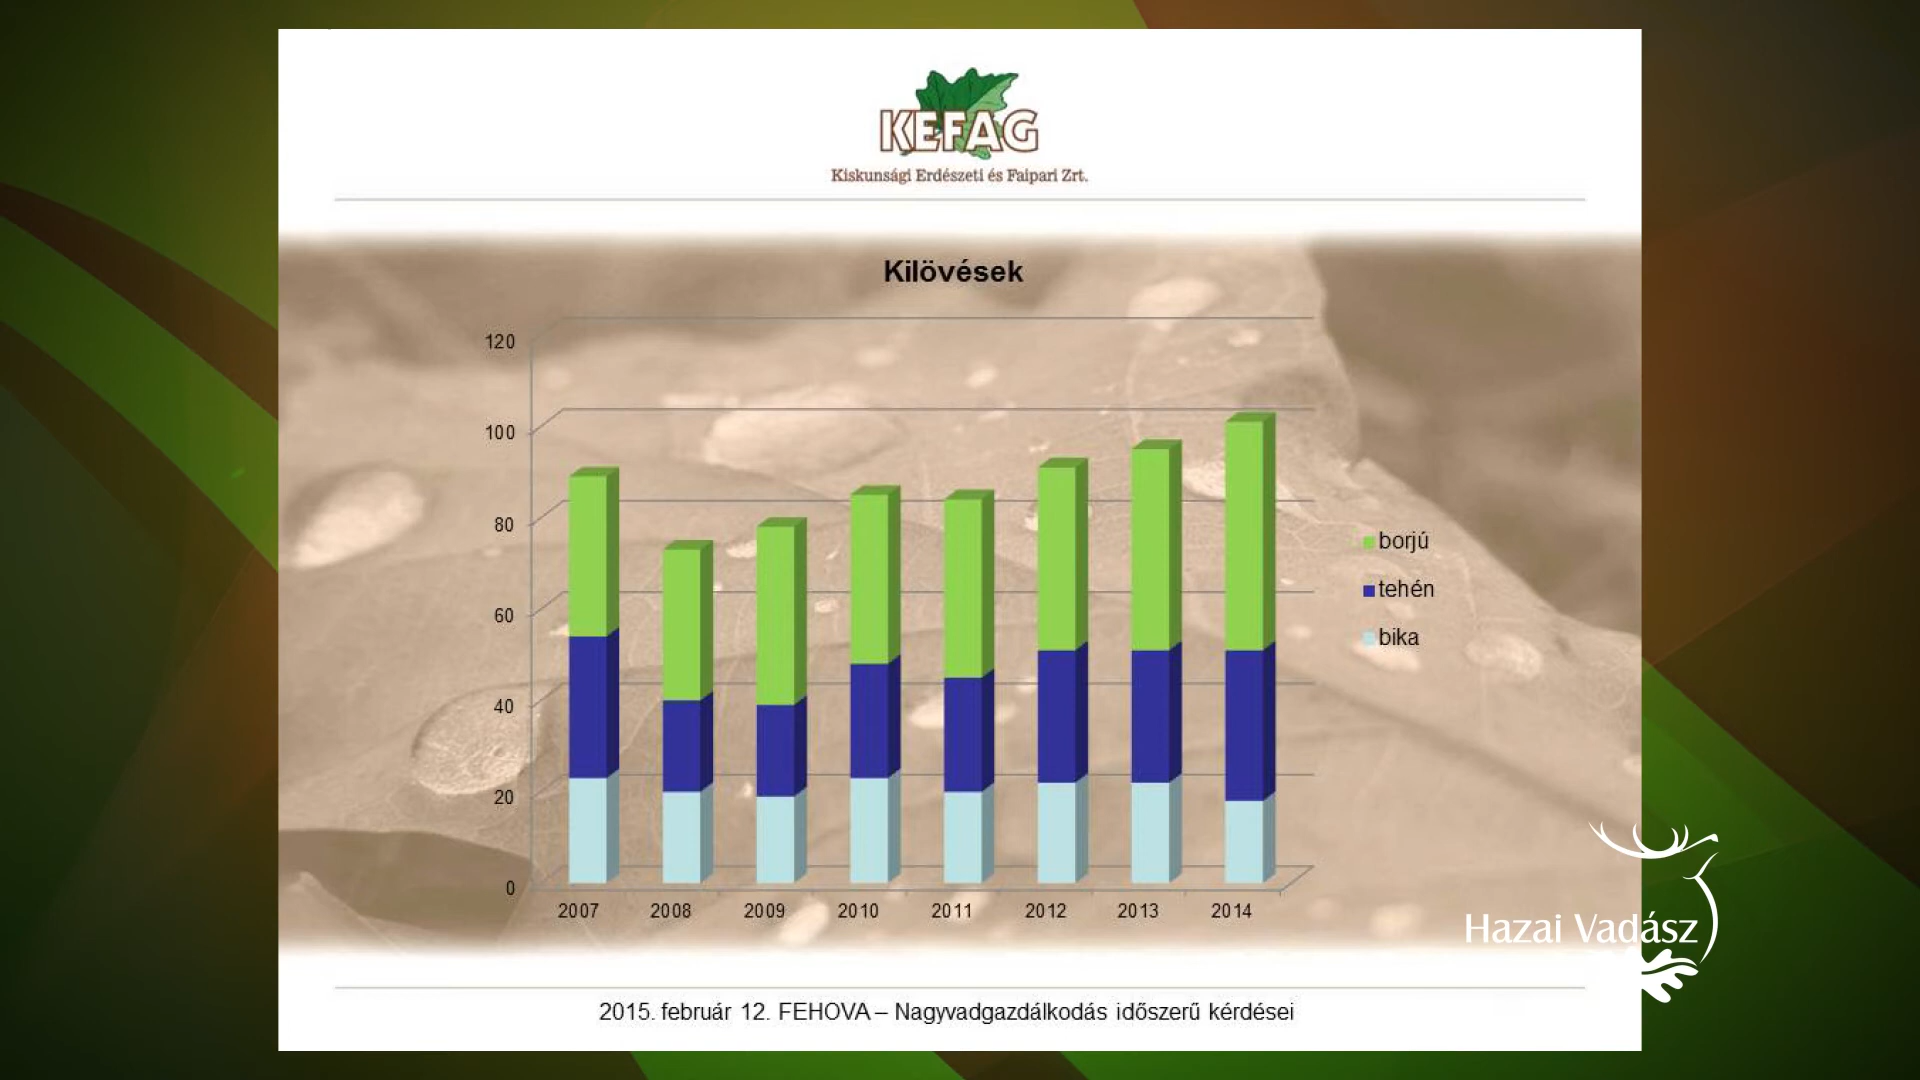 KEFAG
Kiskunsági Erdészeti és Faipari Zrt.
Kilövések
120
100
80
60
40
20
0
2007 2008 2009 2010 2011 2012 2013 2014
borjú
tehén
bika
Hazai Vadász
2015. február 12. FEHOVA – Nagyvadgazdálkodás időszerű kérdései